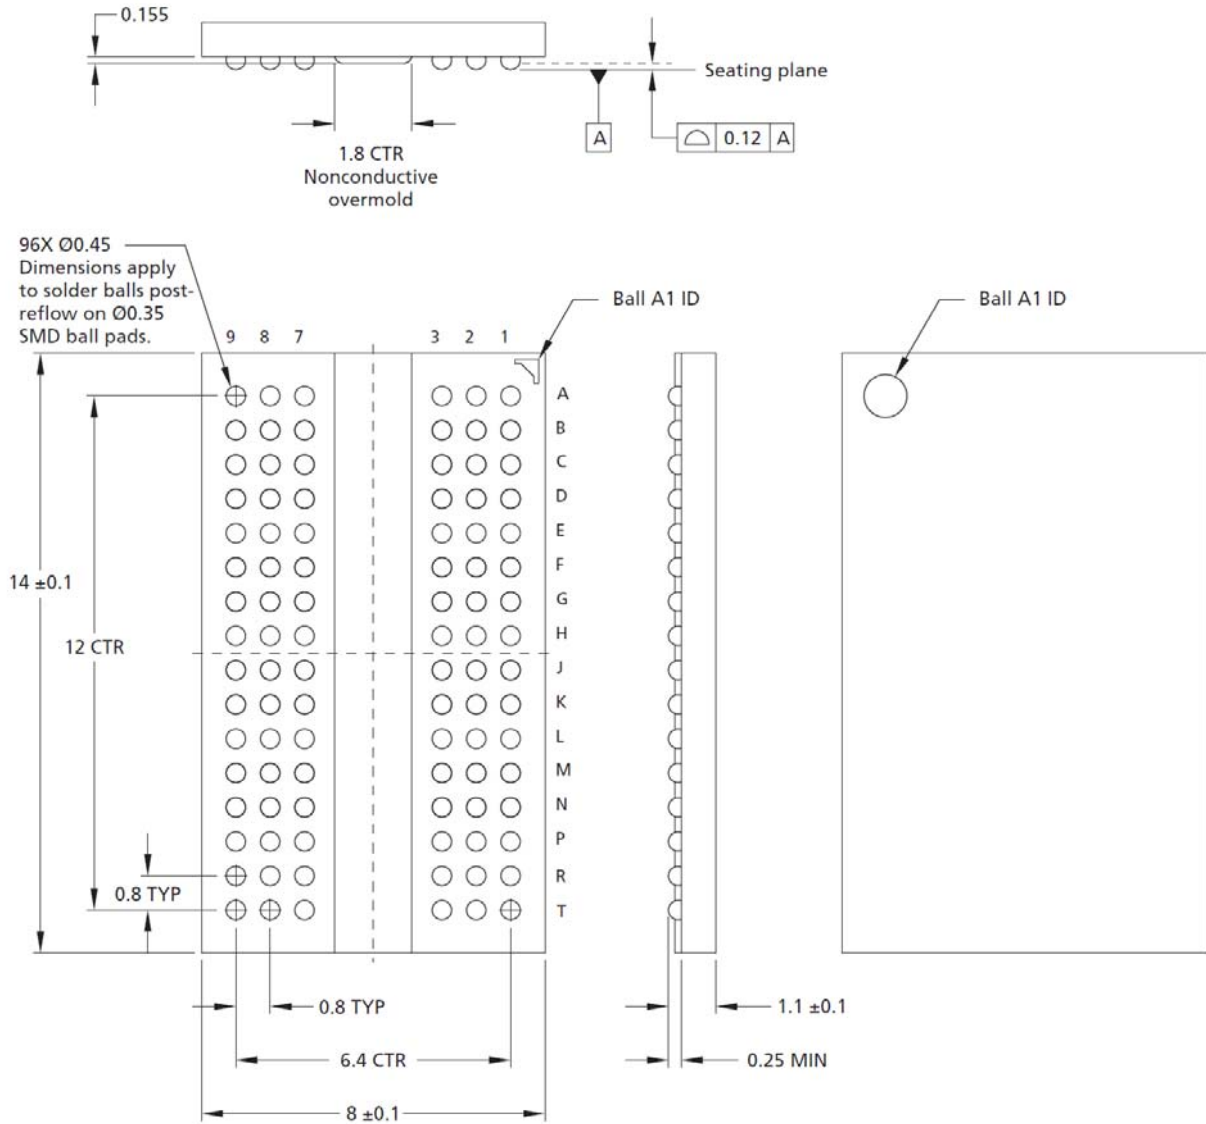 0.155
Seating plane
A
0.12 A
1.8 CTR
Nonconductive
overmold
96X Ø0.45
Dimensions apply
to solder balls post-
reflow on Ø0.35
SMD ball pads.
Ball A1 ID
Ball A1 ID
9 8 7 3 2 1
A
B
C
D
E
F
G
H
J
K
L
M
N
P
R
T
14 ±0.1
12 CTR
0.8 TYP
0.8 TYP
1.1 ±0.1
6.4 CTR
0.25 MIN
8 ±0.1